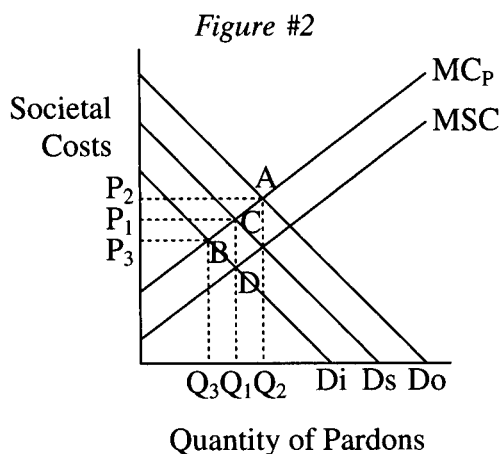 Figure #2
MCP
MSC
Societal
Costs
A
P2
P1
C
P3
B
D
Q3Q1Q2 Di Ds Do
Quantity of Pardons